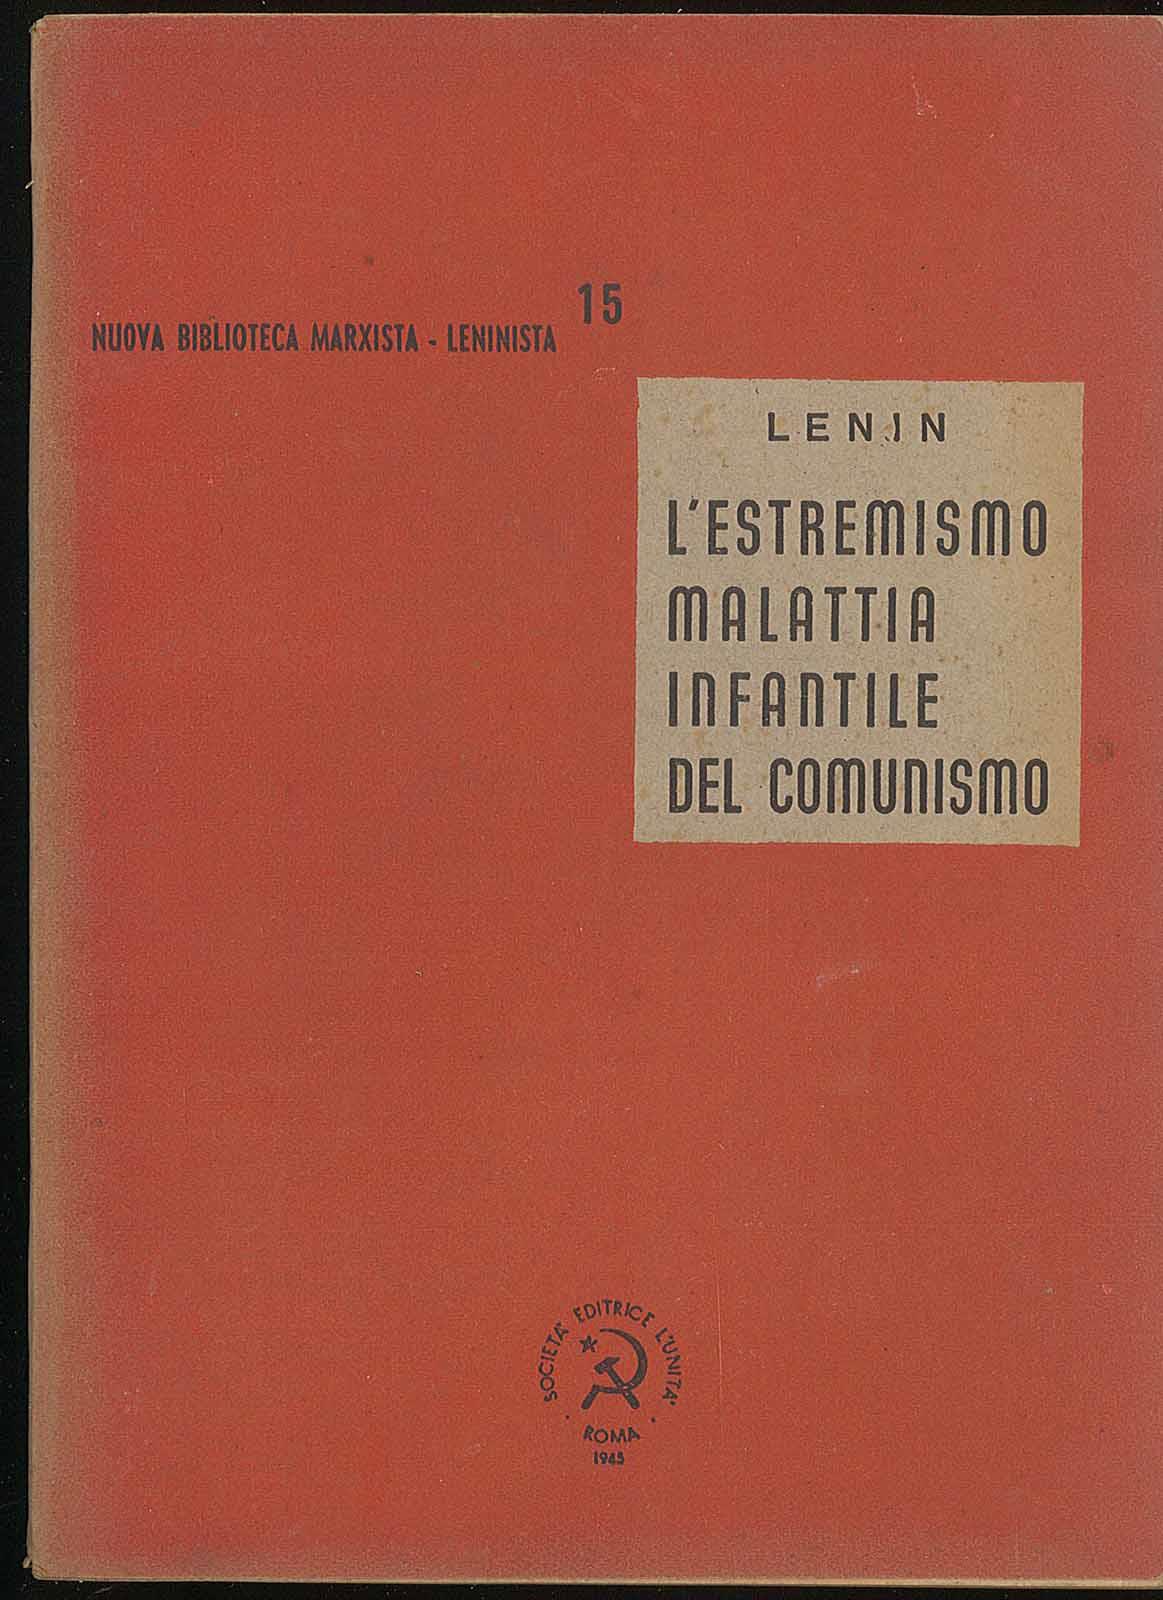 15
NUOVA BIBLIOTECA MARXISTA - LENINISTA
LENIN
L'ESTREMISMO
MALATTIA
INFANTILE
DEL COMUNISMO
SOCIETA' EDITRICE L'UNITA'
· ROMA ·
1945